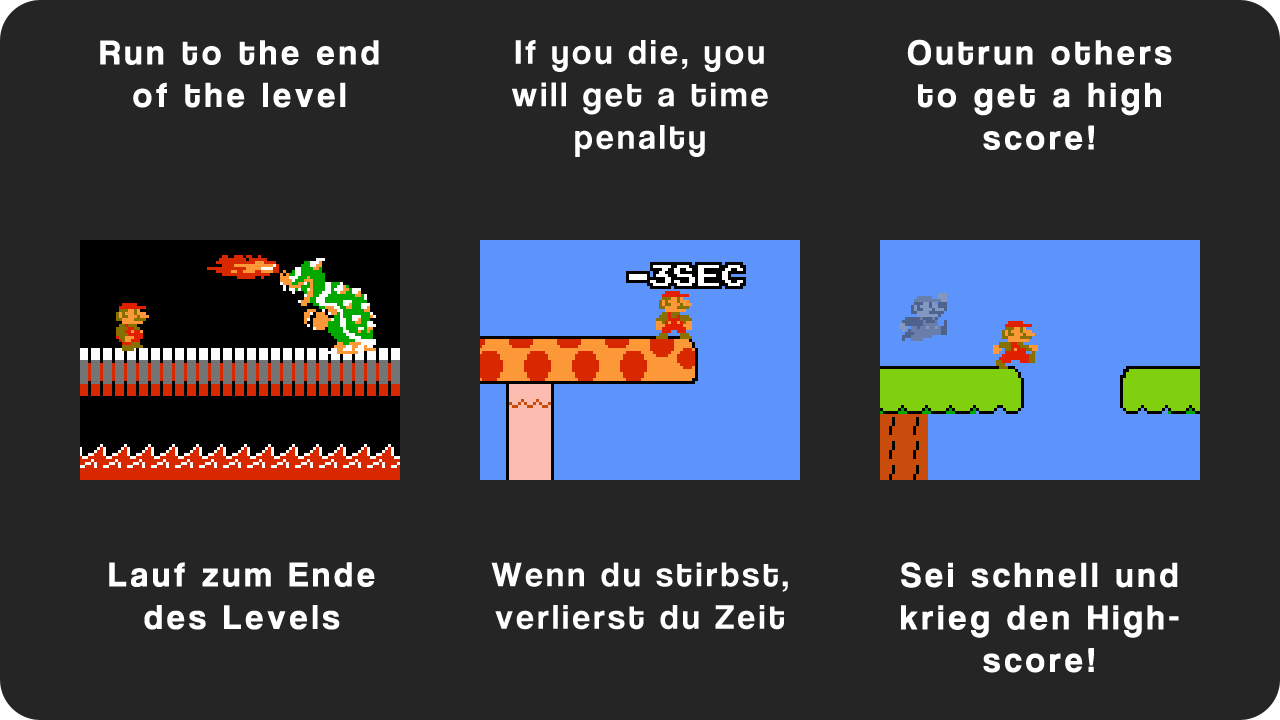 Run to the end
of the level
If you die, you
will get a time
penalty
Outrun others
to get a high
score!
-3SEC
Lauf zum Ende
des Levels
Wenn du stirbst,
verlierst du Zeit
Sei schnell und
krieg den High-
score!